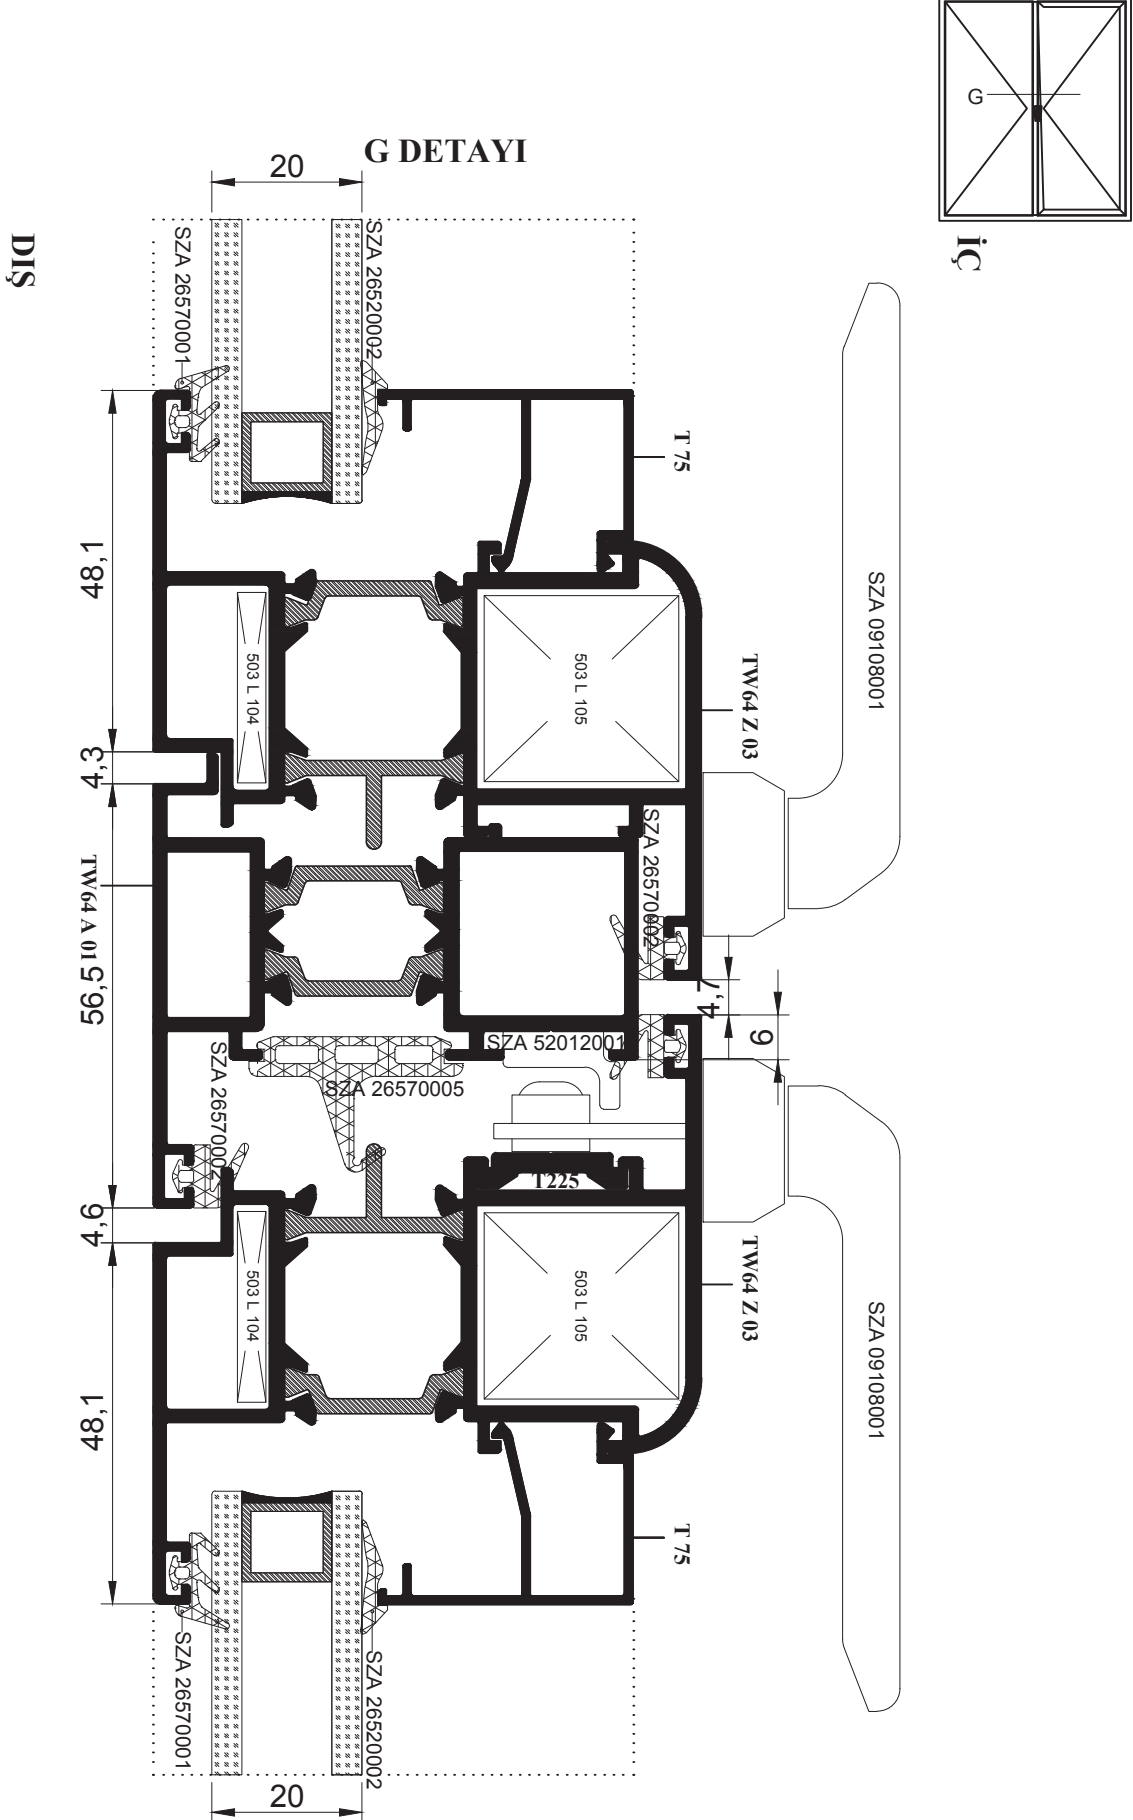 G
İÇ
G DETAYI
20
DIŞ
SZA 26570001
SZA 26520002
T 75
48,1
SZA 09108001
503 L 104
503 L 105
TW64 Z 03
4,3
SZA 26570002
TW64 A 01
56,5
4,7
9
SZA 52012001
SZA 26570005
SZA 26570002
T225
4,6
TW64 Z 03
503 L 104
503 L 105
SZA 09108001
48,1
T 75
SZA 26570001
SZA 26520002
20